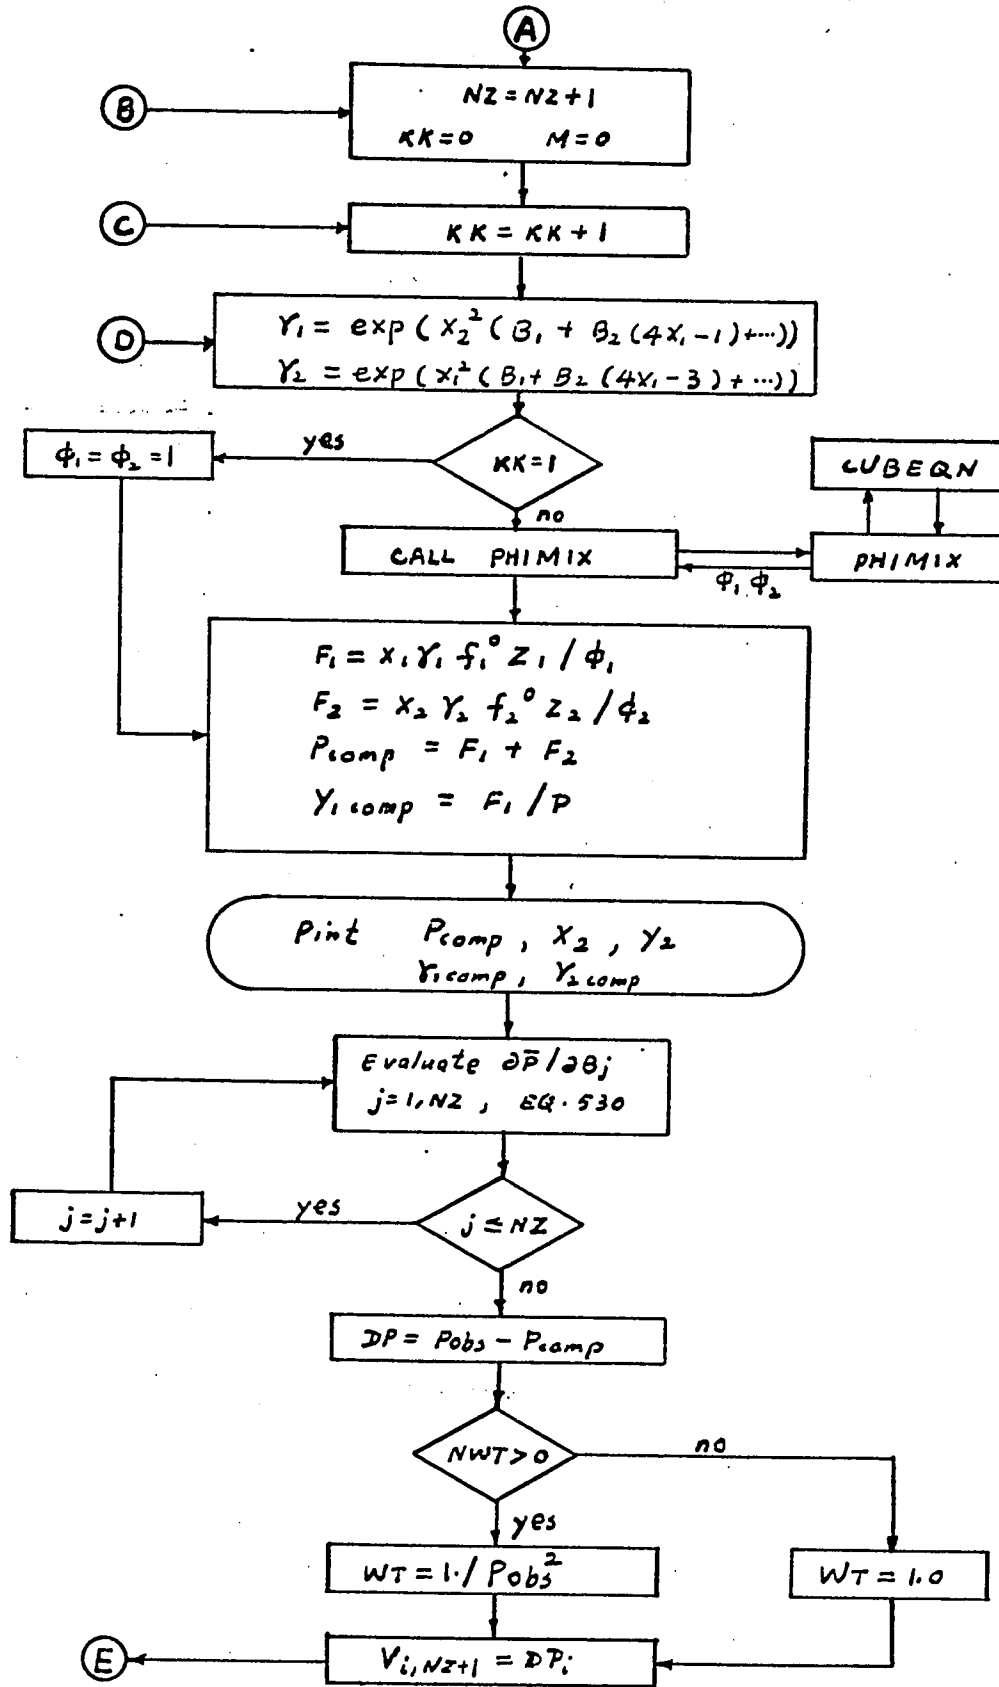 A
B
NZ = NZ + 1
KK = 0 M = 0
C
KK = KK + 1
D
γ₁ = exp ( X₂² ( B₁ + B₂ (4X₁ - 1) + ⋯ ))
γ₂ = exp ( X₁² ( B₁ + B₂ (4X₁ - 3) + ⋯ ))
ϕ₁ = ϕ₂ = 1
yes
KK = 1
CUBEQN
no
CALL PHIMIX
ϕ₁ ϕ₂
PHIMIX
F₁ = X₁ γ₁ f₁⁰ Z₁ / ϕ₁
F₂ = X₂ γ₂ f₂⁰ Z₂ / ϕ₂
Pcomp = F₁ + F₂
Y₁ comp = F₁ / P
Pint Pcomp , X₂ , Y₂
γ₁comp , γ₂comp
Evaluate ∂P̅ / ∂Bj
j = 1, NZ , EQ. 530
j = j + 1
yes
j ≤ NZ
no
DP = Pobs - Pcomp
NWT > 0
no
yes
WT = 1. / Pobs²
WT = 1.0
E
Vi, NZ+1 = DPi